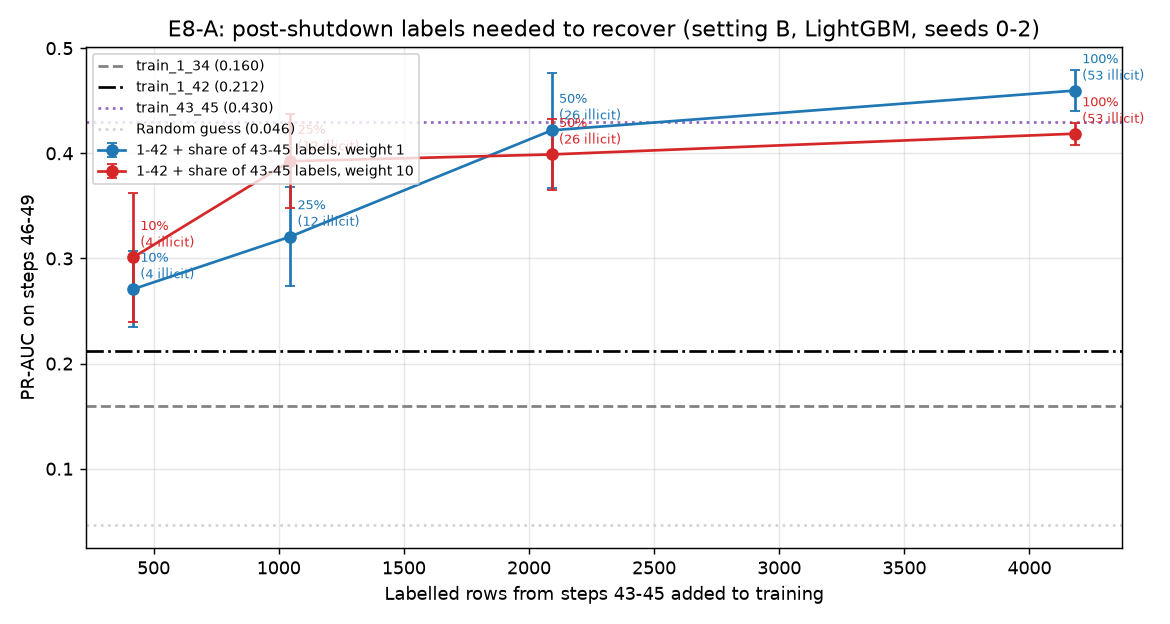 E8-A: post-shutdown labels needed to recover (setting B, LightGBM, seeds 0-2)
PR-AUC on steps 46-49
0.5
0.4
0.3
0.2
0.1
train_1_34 (0.160)
train_1_42 (0.212)
train_43_45 (0.430)
Random guess (0.046)
1-42 + share of 43-45 labels, weight 1
1-42 + share of 43-45 labels, weight 10
10%
(4 illicit)
10%
(4 illicit)
25%
25%
(12 illicit)
50%
(26 illicit)
50%
(26 illicit)
100%
(53 illicit)
100%
(53 illicit)
500
1000
1500
2000
2500
3000
3500
4000
Labelled rows from steps 43-45 added to training